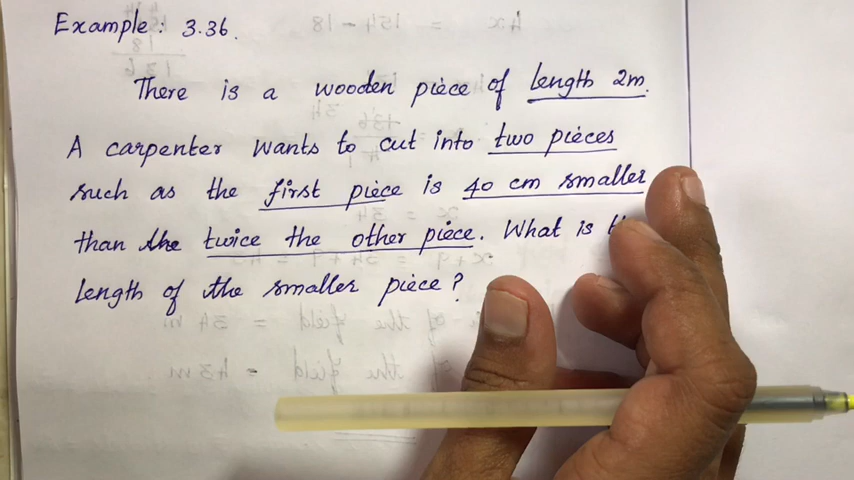 Example: 3.36.
There is a wooden piece of length 2m.
A carpenter wants to cut into two pieces
such as the first piece is 40 cm smaller
than the twice the other piece. What is
length of the smaller piece?